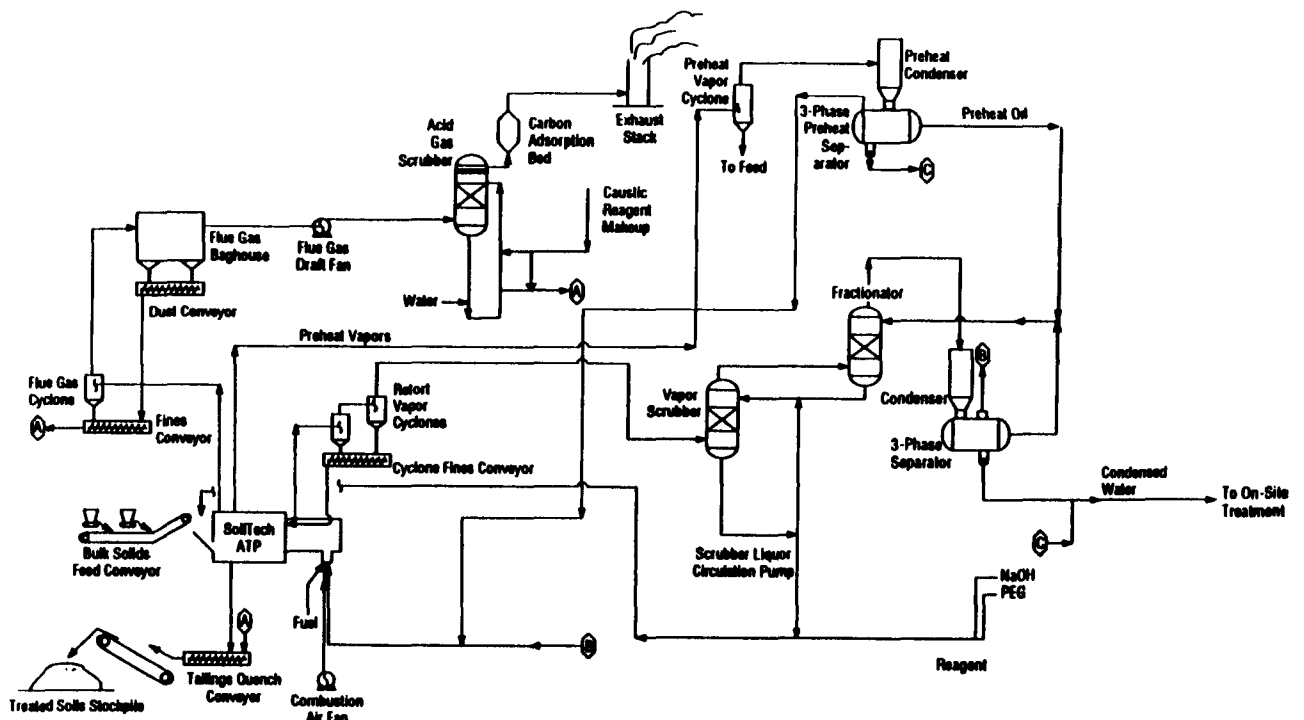 Exhaust
Stack
Carbon
Adsorption
Bed
Acid
Gas
Scrubber
Preheat
Vapor
Cyclone
To Feed
Preheat
Condenser
3-Phase
Preheat
Sep-
arator
Preheat Oil
C
Caustic
Reagent
Makeup
Flue Gas
Baghouse
Flue Gas
Draft Fan
Dust Conveyor
Water
A
Fractionator
Preheat Vapors
Flue Gas
Cyclone
A
Fines
Conveyor
Retort
Vapor
Cyclones
Cyclone Fines Conveyor
Vapor
Scrubber
Condenser
B
3-Phase
Separator
Condensed
Water
To On-Site
Treatment
C
Bulk Solids
Feed Conveyor
SoilTech
ATP
Scrubber Liquor
Circulation Pump
NaOH
PEG
Fuel
B
Reagent
A
Tailings Quench
Conveyer
Treated Soils Stockpile
Combustion
Air Fan